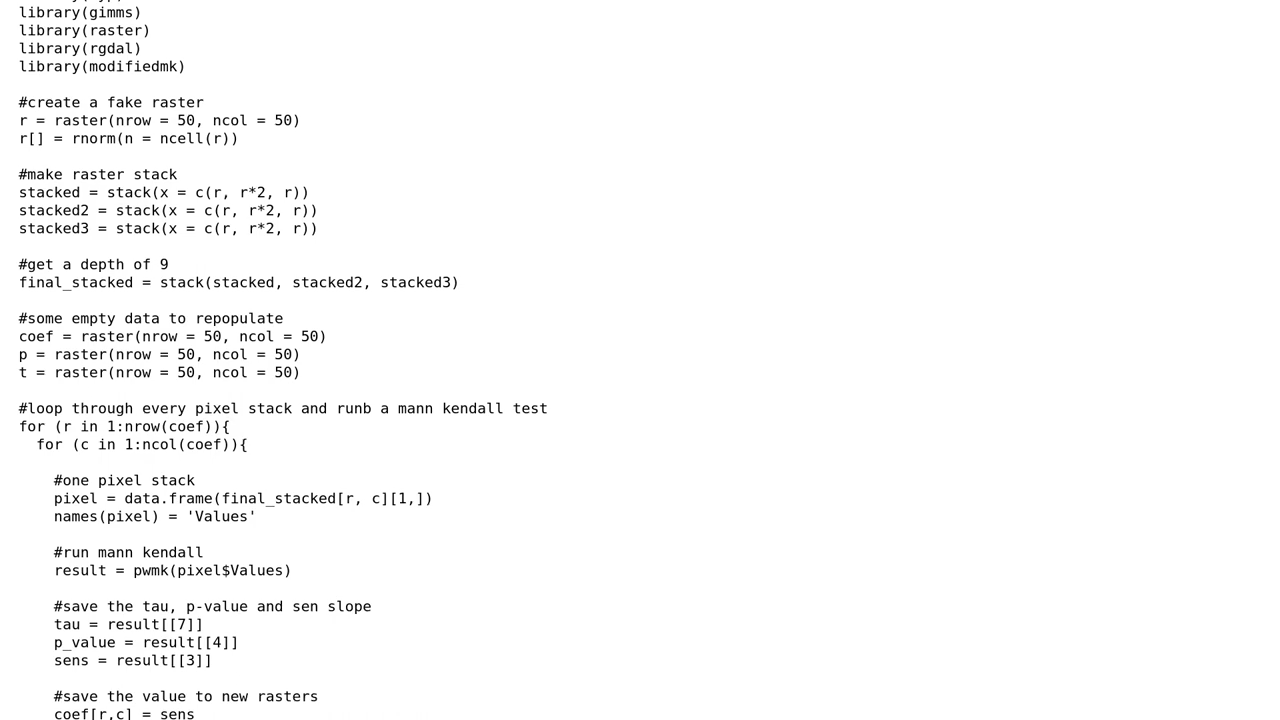 library(gimms)
library(raster)
library(rgdal)
library(modifiedmk)

#create a fake raster
r = raster(nrow = 50, ncol = 50)
r[] = rnorm(n = ncell(r))

#make raster stack
stacked = stack(x = c(r, r*2, r))
stacked2 = stack(x = c(r, r*2, r))
stacked3 = stack(x = c(r, r*2, r))

#get a depth of 9
final_stacked = stack(stacked, stacked2, stacked3)

#some empty data to repopulate
coef = raster(nrow = 50, ncol = 50)
p = raster(nrow = 50, ncol = 50)
t = raster(nrow = 50, ncol = 50)

#loop through every pixel stack and runb a mann kendall test
for (r in 1:nrow(coef)){
  for (c in 1:ncol(coef)){

    #one pixel stack
    pixel = data.frame(final_stacked[r, c][1,])
    names(pixel) = 'Values'

    #run mann kendall
    result = pwmk(pixel$Values)

    #save the tau, p-value and sen slope
    tau = result[[7]]
    p_value = result[[4]]
    sens = result[[3]]

    #save the value to new rasters
    coef[r,c] = sens